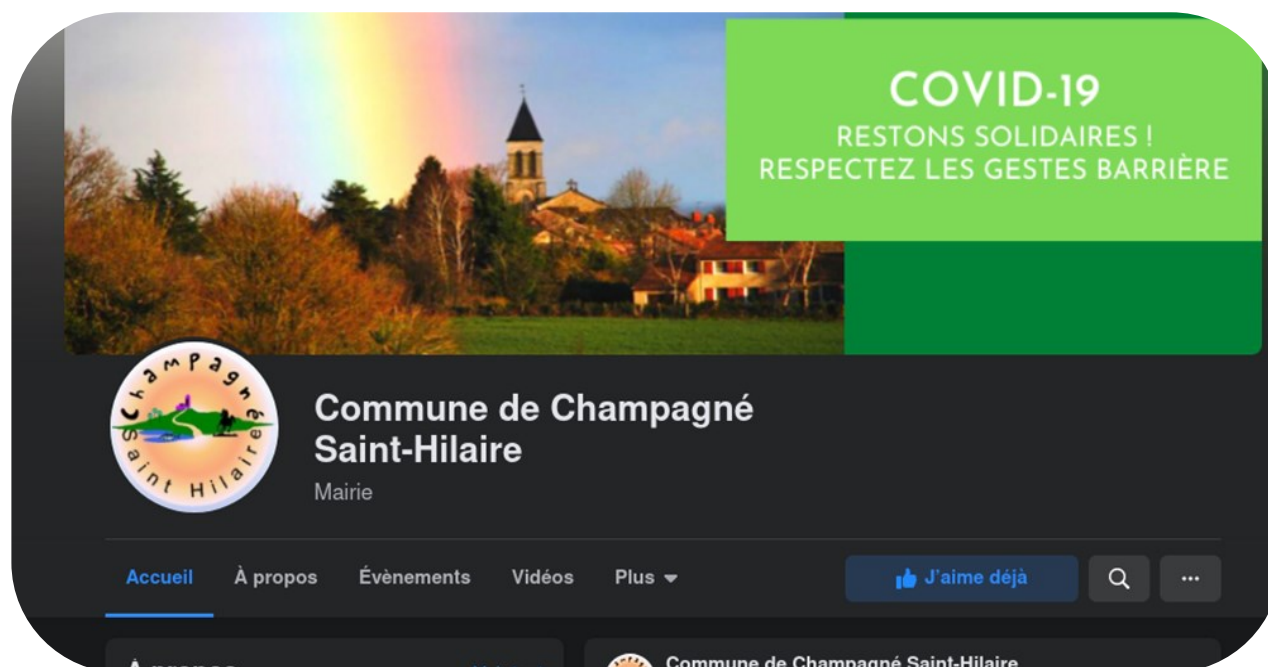 COVID-19
RESTONS SOLIDAIRES !
RESPECTEZ LES GESTES BARRIÈRE
Champagné
Saint Hilaire
Commune de Champagné
Saint-Hilaire
Mairie
Accueil
À propos
Évènements
Vidéos
Plus
J'aime déjà
À propos
Commune de Champagné Saint-Hilaire